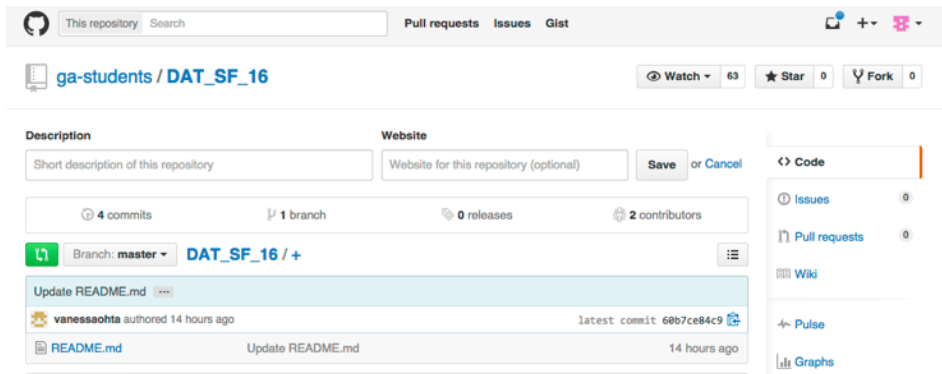 This repository Search Pull requests Issues Gist
ga-students / DAT_SF_16 Watch 63 Star 0 Fork 0
Description Website
Short description of this repository Website for this repository (optional) Save or Cancel
4 commits 1 branch 0 releases 2 contributors
Branch: master DAT_SF_16 / +
Update README.md ...
vanessaohta authored 14 hours ago latest commit 60b7ce84c9
README.md Update README.md 14 hours ago
Code
Issues 0
Pull requests 0
Wiki
Pulse
Graphs